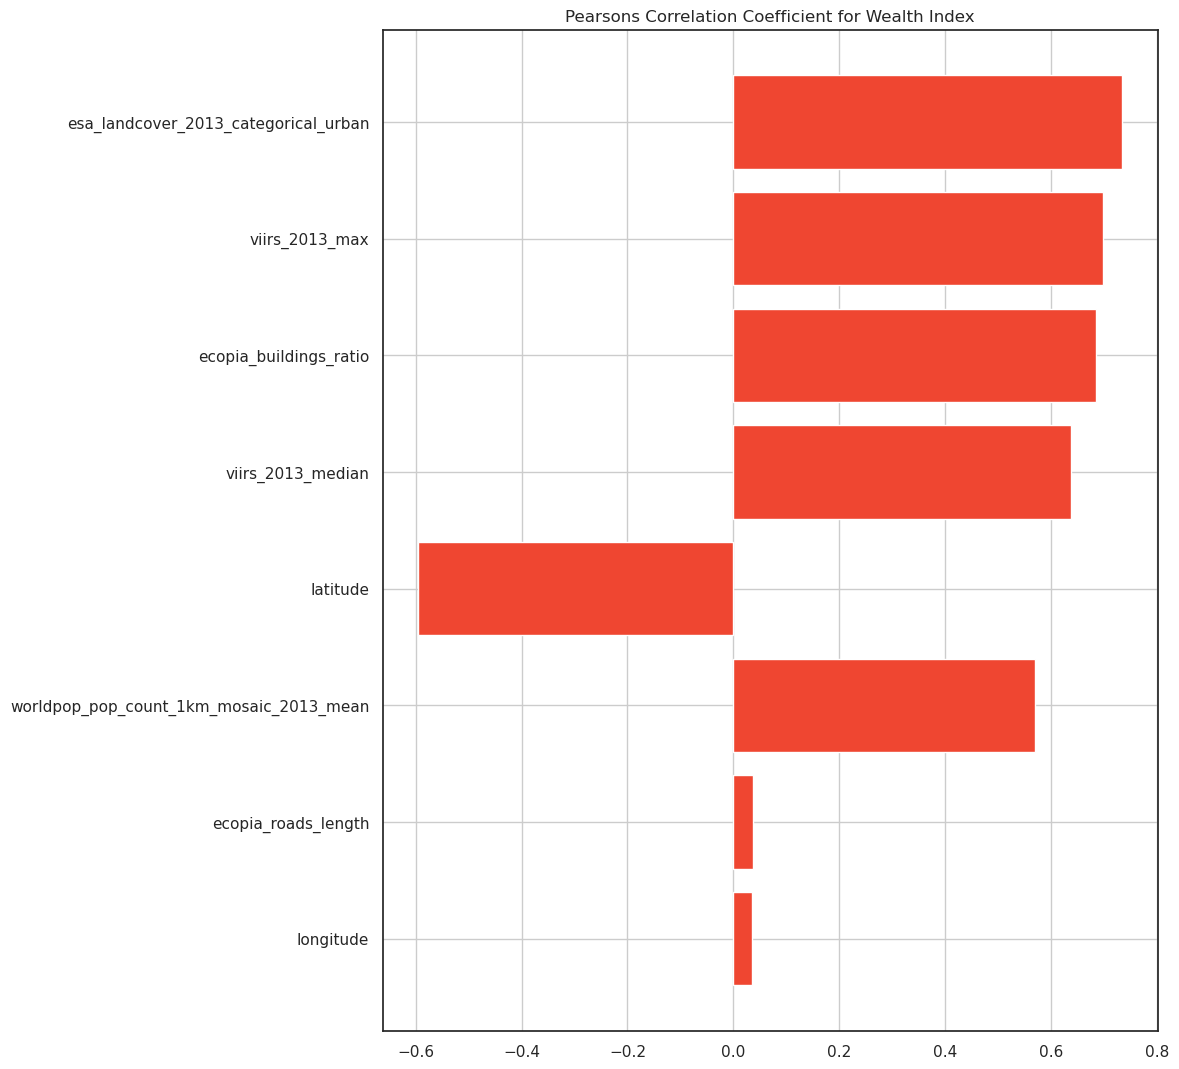 Pearsons Correlation Coefficient for Wealth Index
esa_landcover_2013_categorical_urban
viirs_2013_max
ecopia_buildings_ratio
viirs_2013_median
latitude
worldpop_pop_count_1km_mosaic_2013_mean
ecopia_roads_length
longitude
−0.6 −0.4 −0.2 0.0 0.2 0.4 0.6 0.8